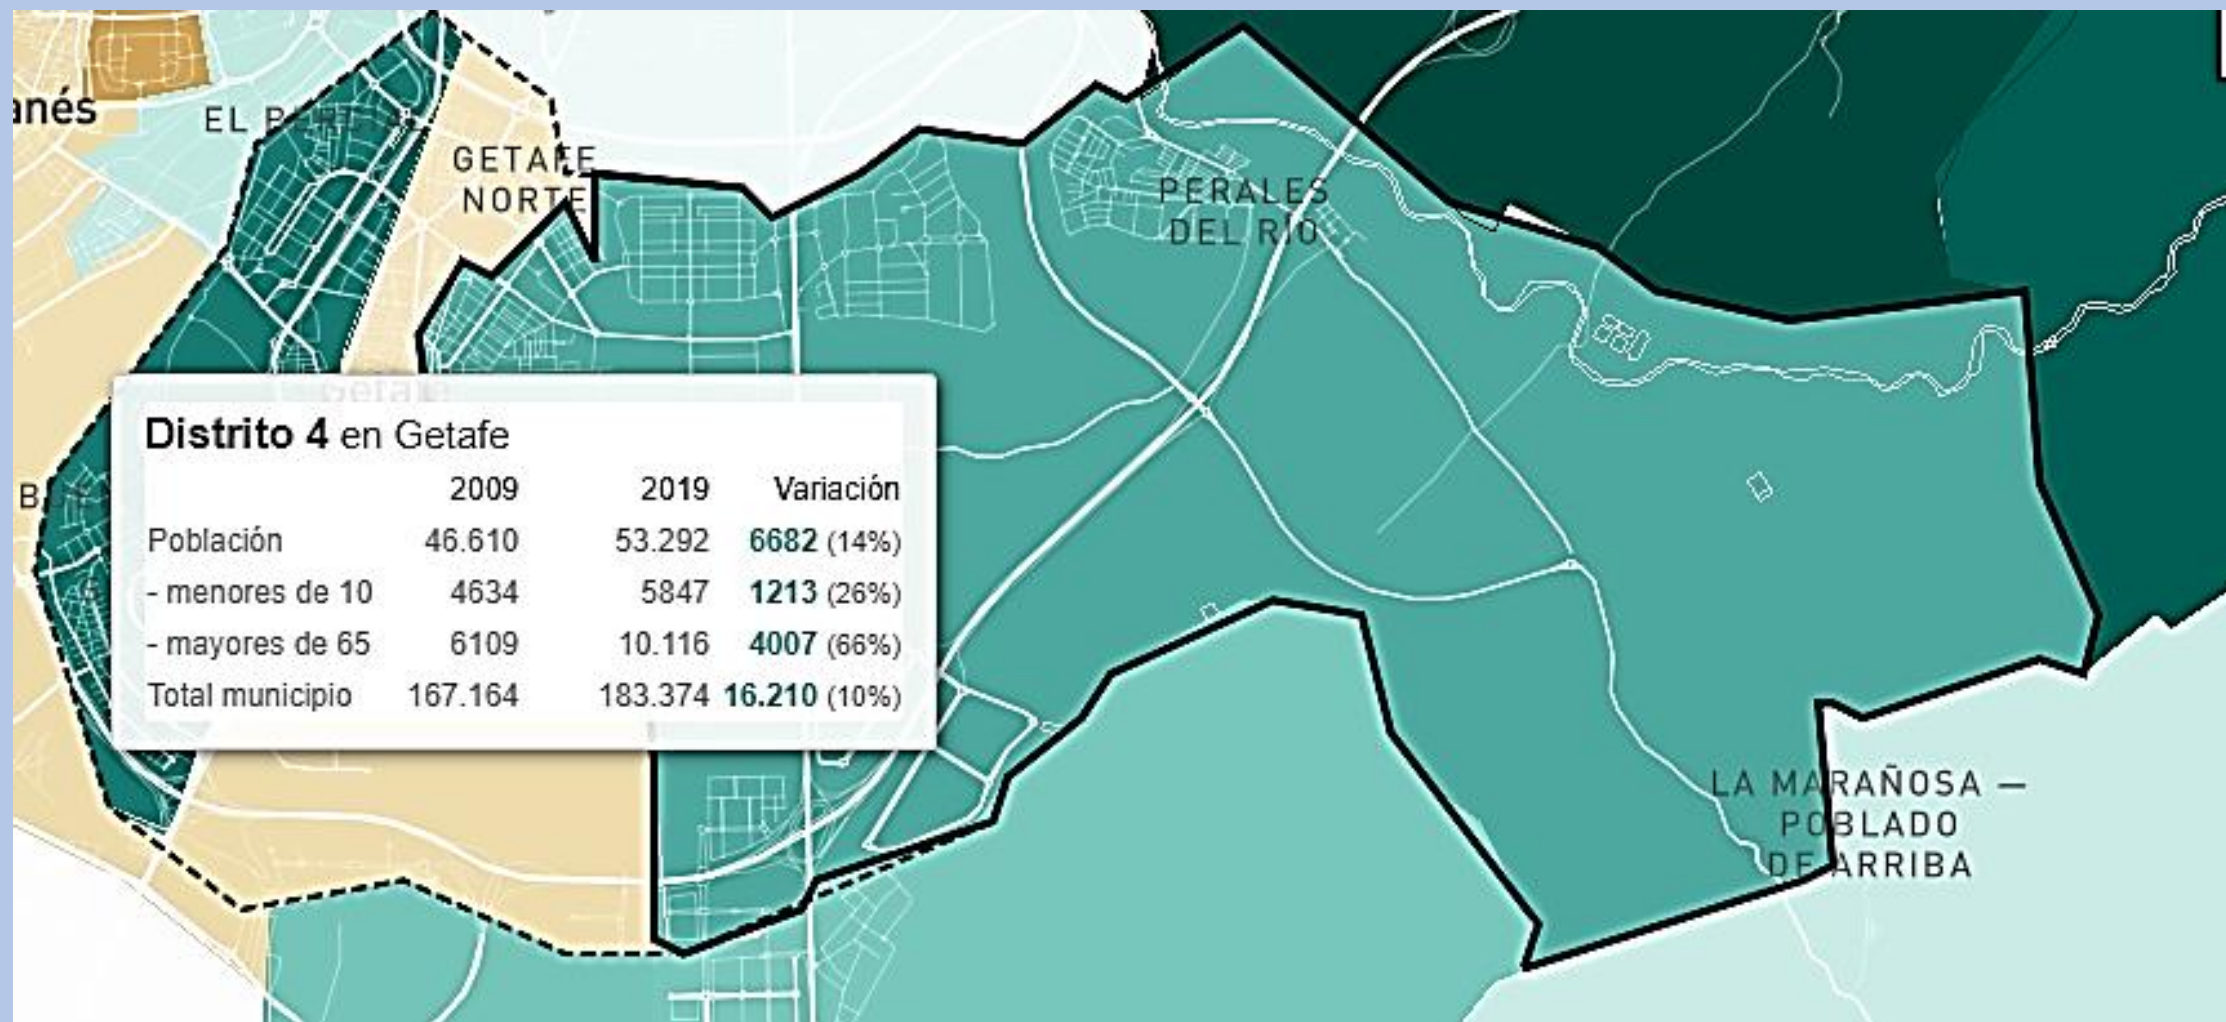 anés
EL B
GETAFE
NORTE
PERALES
DEL RÍO
Getafe
Distrito 4 en Getafe
2009 2019 Variación
Población 46.610 53.292 6682 (14%)
- menores de 10 4634 5847 1213 (26%)
- mayores de 65 6109 10.116 4007 (66%)
Total municipio 167.164 183.374 16.210 (10%)
B
LA MARAÑOSA —
POBLADO
DE ARRIBA